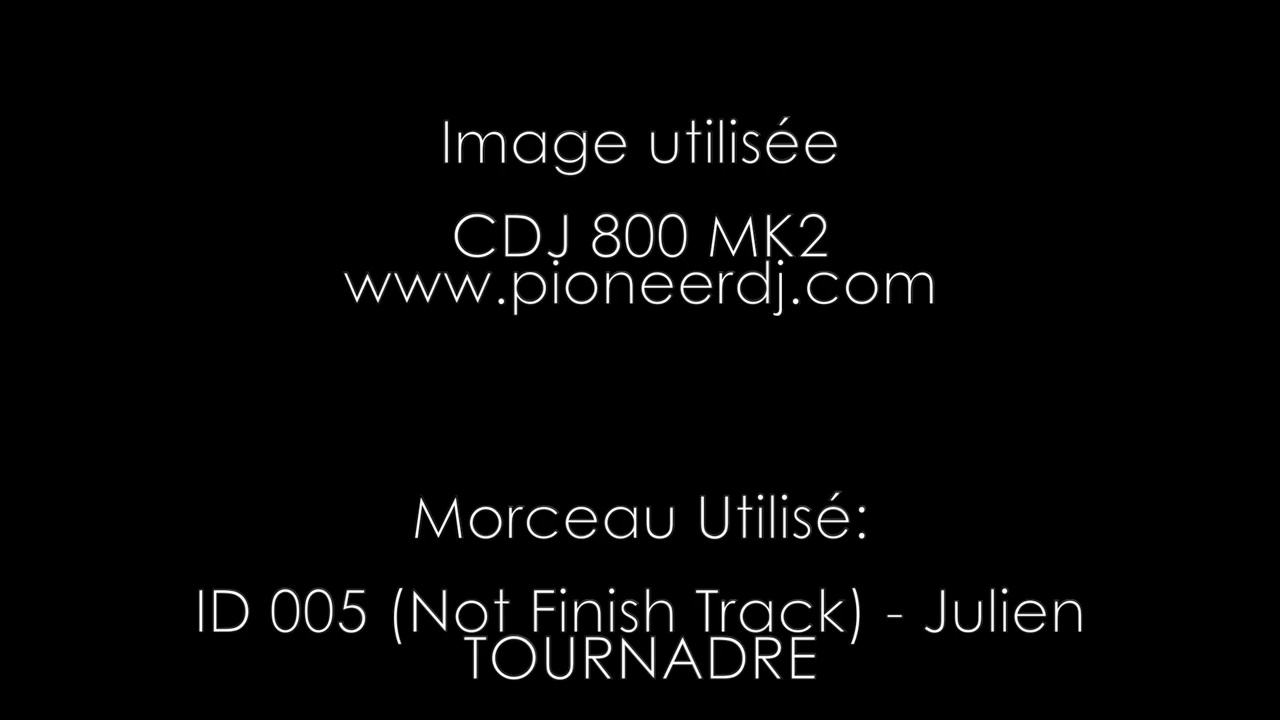 Image utilisée
CDJ 800 MK2
www.pioneerdj.com
Morceau Utilisé:
ID 005 (Not Finish Track) - Julien
TOURNADRE